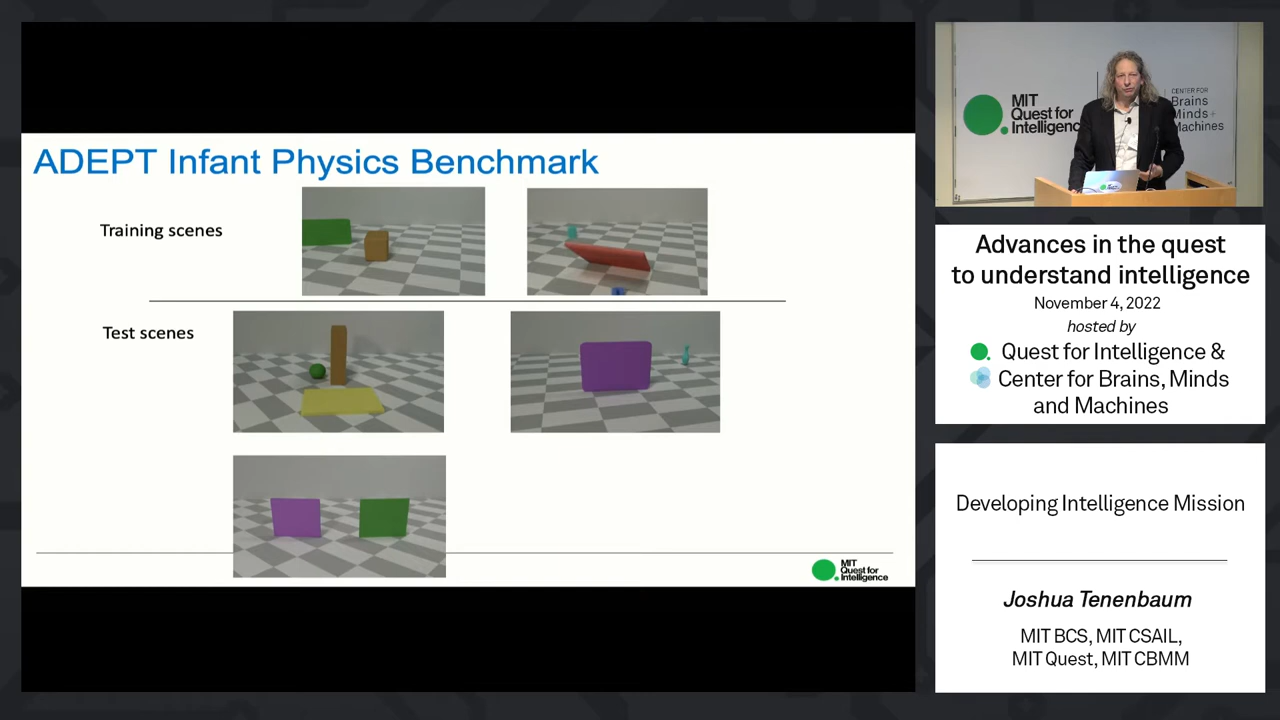 ADEPT Infant Physics Benchmark
Training scenes
Test scenes
MIT
Quest for
Intelligence
MIT
Quest for
Intelligence
CENTER FOR
Brains
Minds+
Machines
Advances in the quest
to understand intelligence
November 4, 2022
hosted by
Quest for Intelligence &
Center for Brains, Minds
and Machines
Developing Intelligence Mission
Joshua Tenenbaum
MIT BCS, MIT CSAIL,
MIT Quest, MIT CBMM